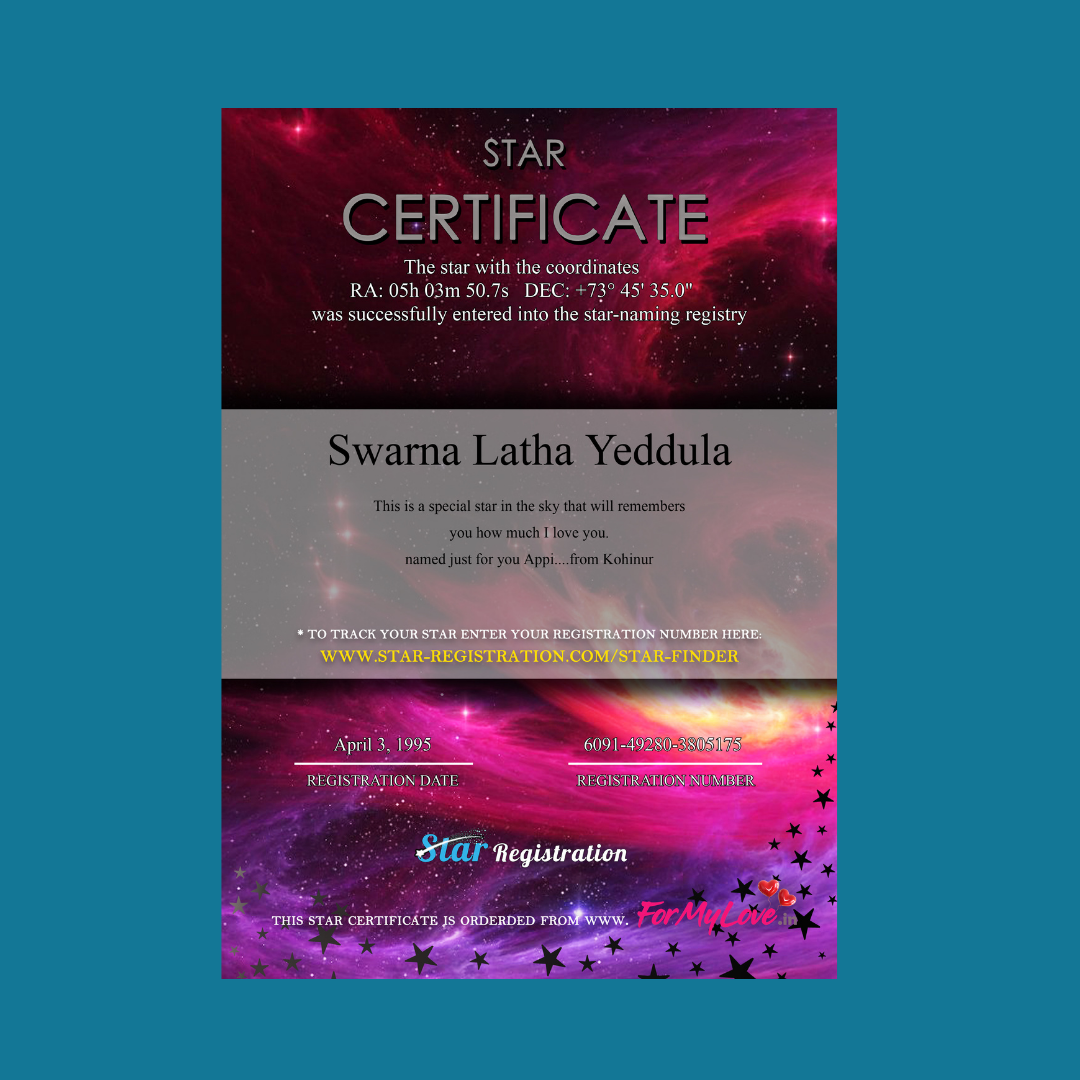 STAR
CERTIFICATE
The star with the coordinates
RA: 05h 03m 50.7s DEC: +73° 45' 35.0"
was successfully entered into the star-naming registry
Swarna Latha Yeddula
This is a special star in the sky that will remembers
you how much I love you.
named just for you Appi....from Kohinur
* TO TRACK YOUR STAR ENTER YOUR REGISTRATION NUMBER HERE:
WWW.STAR-REGISTRATION.COM/STAR-FINDER
April 3, 1995 6091-49280-3805175
REGISTRATION DATE REGISTRATION NUMBER
Star Registration
THIS STAR CERTIFICATE IS ORDERDED FROM WWW. ForMyLove.in